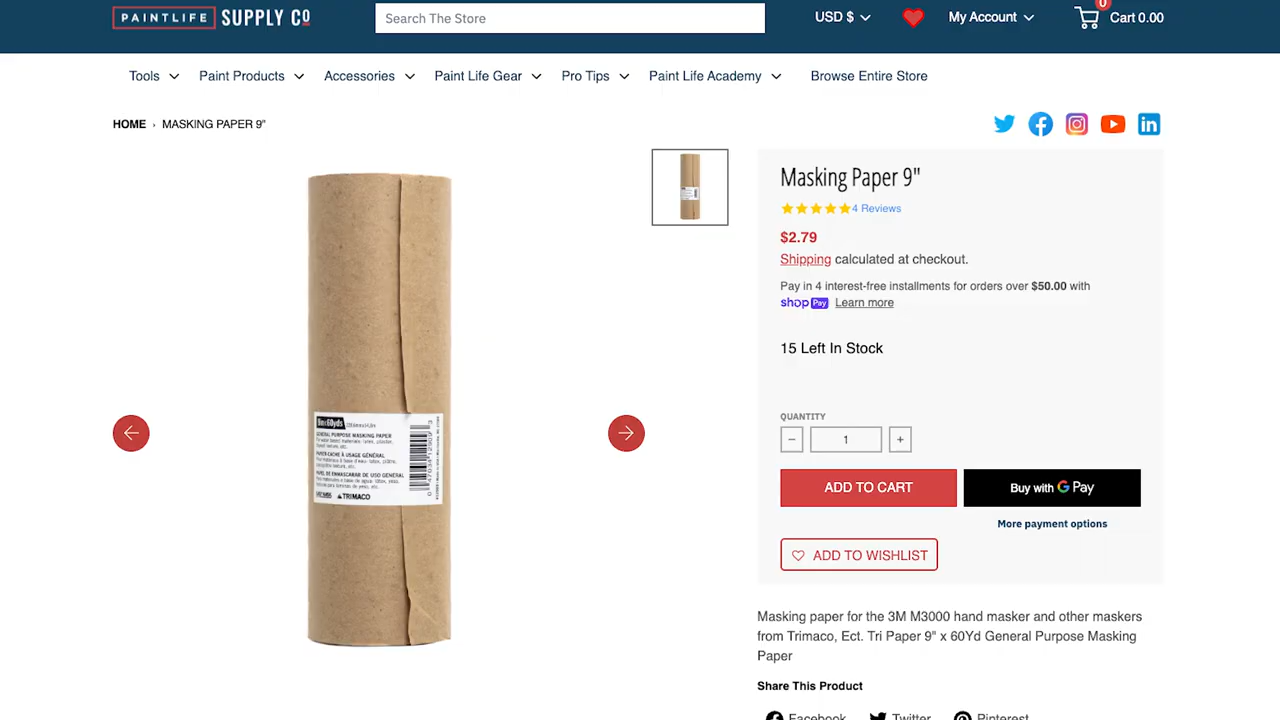 PAINTLIFE SUPPLY CO
Search The Store
USD $
My Account
0
Cart 0.00
Tools
Paint Products
Accessories
Paint Life Gear
Pro Tips
Paint Life Academy
Browse Entire Store
HOME › MASKING PAPER 9"
Masking Paper 9"
4 Reviews
$2.79
Shipping calculated at checkout.
Pay in 4 interest-free installments for orders over $50.00 with
shop Pay Learn more
15 Left In Stock
QUANTITY
− 1 +
ADD TO CART
Buy with G Pay
More payment options
ADD TO WISHLIST
9in x 60yds
GENERAL PURPOSE MASKING PAPER
PAPIER-CACHE À USAGE GÉNÉRAL
PAPEL DE ENMASCARAR DE USO GENERAL
TRIMACO
Masking paper for the 3M M3000 hand masker and other maskers
from Trimaco, Ect. Tri Paper 9" x 60Yd General Purpose Masking
Paper
Share This Product
Facebook
Twitter
Pinterest